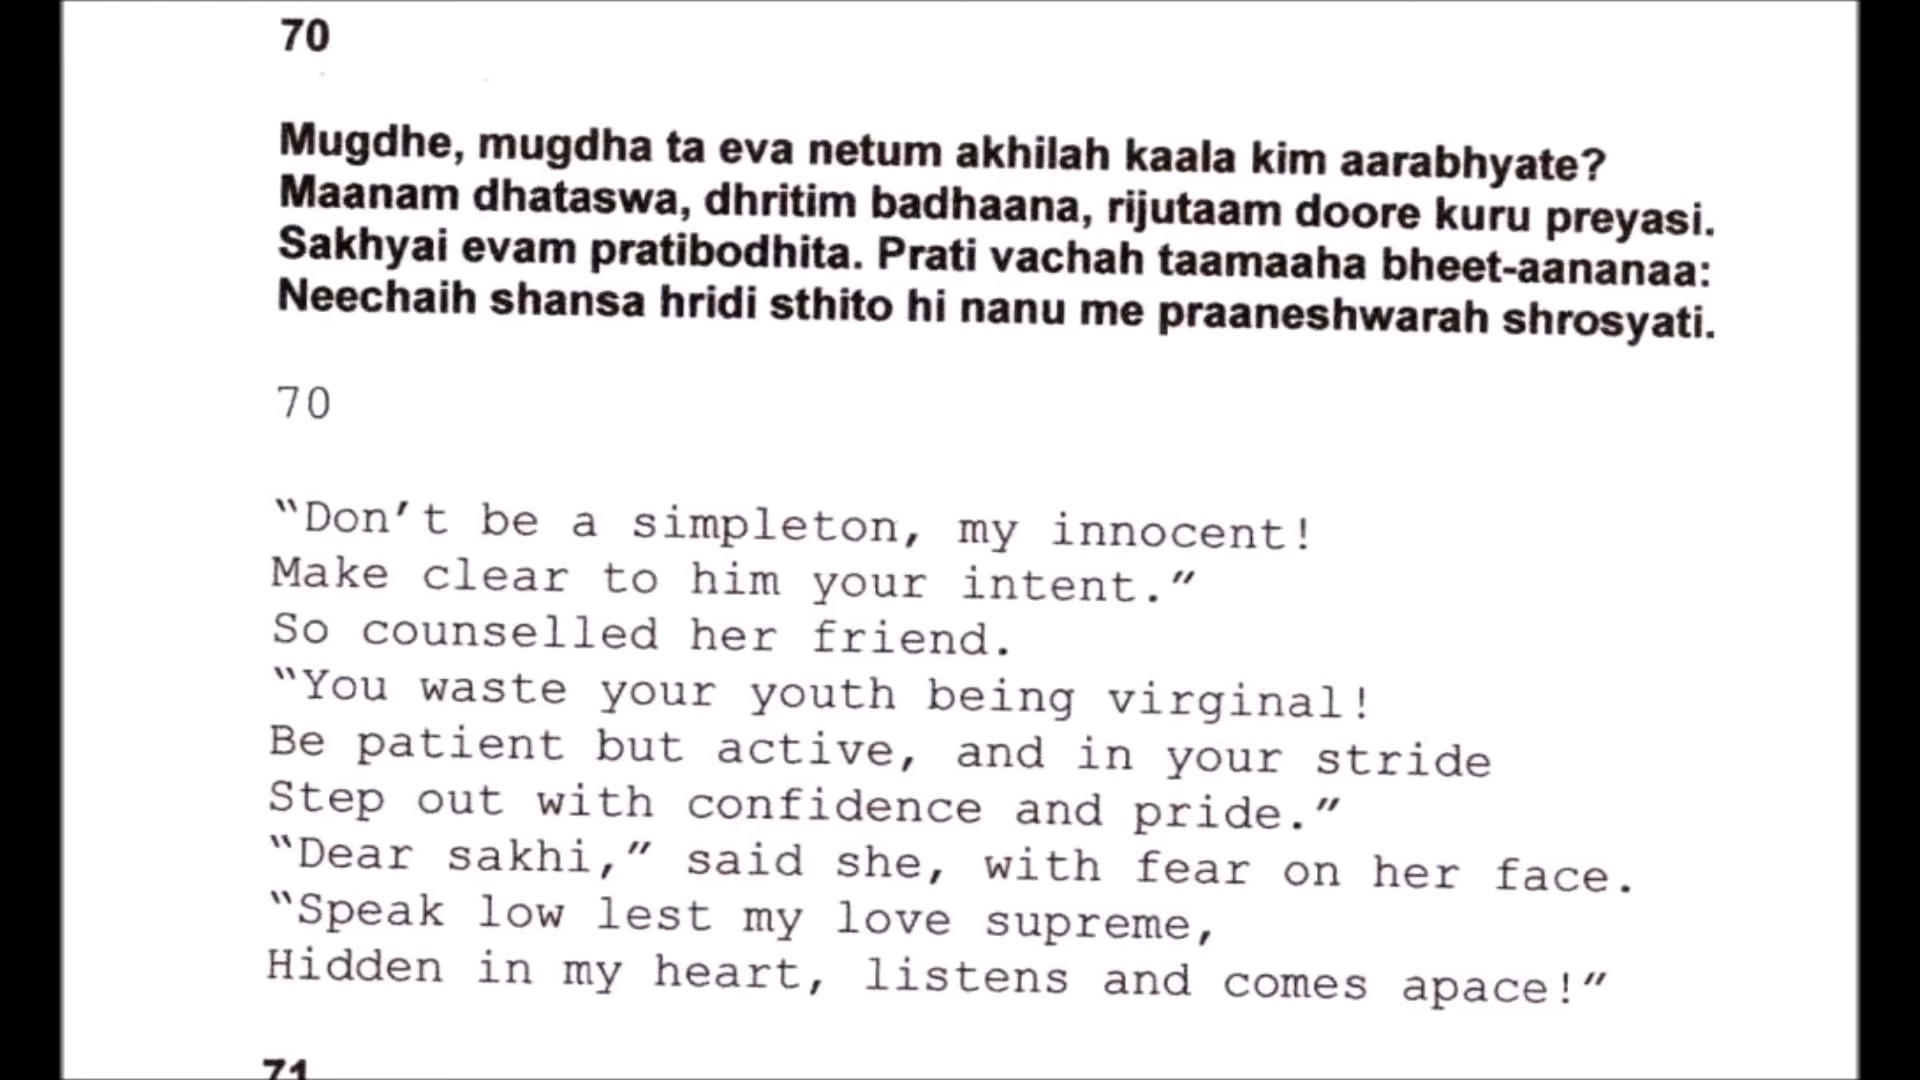 70
Mugdhe, mugdha ta eva netum akhilah kaala kim aarabhyate?
Maanam dhataswa, dhritim badhaana, rijutaam doore kuru preyasi.
Sakhyai evam pratibodhita. Prati vachah taamaaha bheet-aananaa:
Neechaih shansa hridi sthito hi nanu me praaneshwarah shrosyati.
70
“Don’t be a simpleton, my innocent!
Make clear to him your intent.”
So counselled her friend.
“You waste your youth being virginal!
Be patient but active, and in your stride
Step out with confidence and pride.”
“Dear sakhi,” said she, with fear on her face.
“Speak low lest my love supreme,
Hidden in my heart, listens and comes apace!”
71